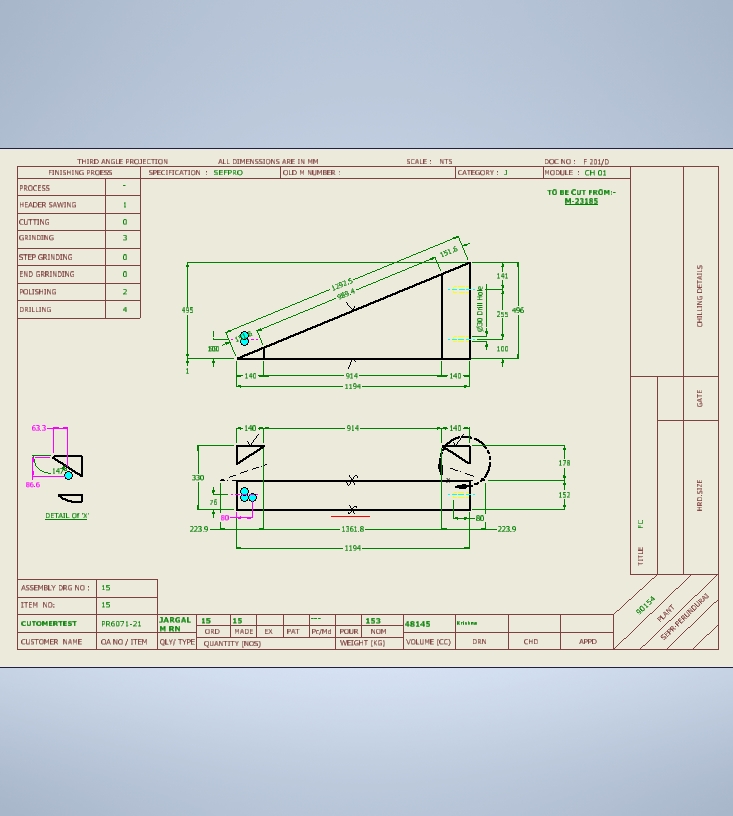 THIRD ANGLE PROJECTION ALL DIMENSSIONS ARE IN MM SCALE : NTS DOC NO : F 201/D
FINISHING PROESS SPECIFICATION : SEFPRO OLD M NUMBER : CATEGORY : J MODULE : CH 01
PROCESS -
HEADER SAWING 1
CUTTING 0
GRINDING 3
STEP GRINDING 0
END GRRINDING 0
POLISHING 2
DRILLING 4
TO BE CUT FROM:-
M-23185
151.6
1292.5
989.4
141
495
255
496
Ø30 Drill Hole
100
1
140 914 140
1194
CHILLING DETAILS
GATE
HRD.SIZE
TITLE FC
63.3
147
86.6
DETAIL OF 'X'
140 914 140
330
178
76
152
80 80
223.9 1361.8 223.9
1194
ASSEMBLY DRG NO : 15
ITEM NO: 15
CUTOMERTEST PR6071-21 JARGAL
M RN
15 15 --- 153 48145 Krishna
ORD MADE EX PAT Pc/Md POUR NOM
CUSTOMER NAME OA NO / ITEM QLY/ TYPE QUANTITY (NOS) WEIGHT (KG) VOLUME (CC) DRN CHD APPD
90154
PLANT
SEPR-PERUNDURAI